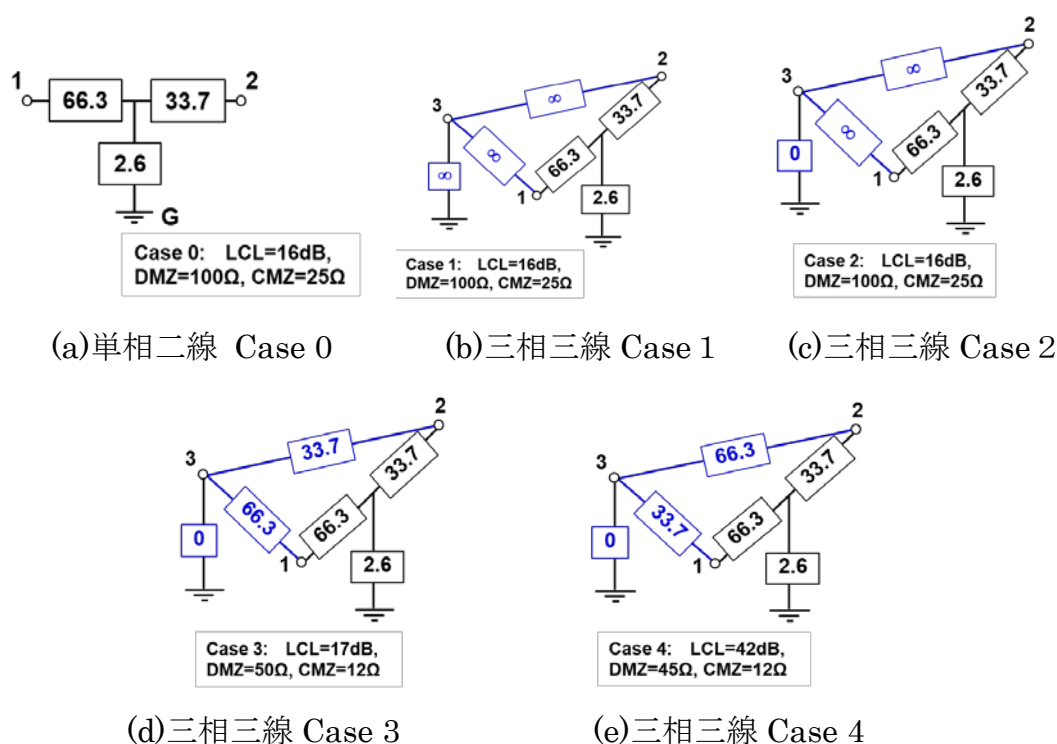 1
66.3
33.7
2
2.6
G
Case 0: LCL=16dB,
DMZ=100Ω, CMZ=25Ω
(a)単相二線 Case 0
2
3
∞
33.7
∞
66.3
∞
1
2.6
Case 1: LCL=16dB,
DMZ=100Ω, CMZ=25Ω
(b)三相三線 Case 1
2
∞
3
33.7
∞
0
66.3
1
2.6
Case 2: LCL=16dB,
DMZ=100Ω, CMZ=25Ω
(c)三相三線 Case 2
2
33.7
3
33.7
66.3
66.3
0
1
2.6
Case 3: LCL=17dB,
DMZ=50Ω, CMZ=12Ω
(d)三相三線 Case 3
2
66.3
3
33.7
33.7
66.3
0
1
2.6
Case 4: LCL=42dB,
DMZ=45Ω, CMZ=12Ω
(e)三相三線 Case 4